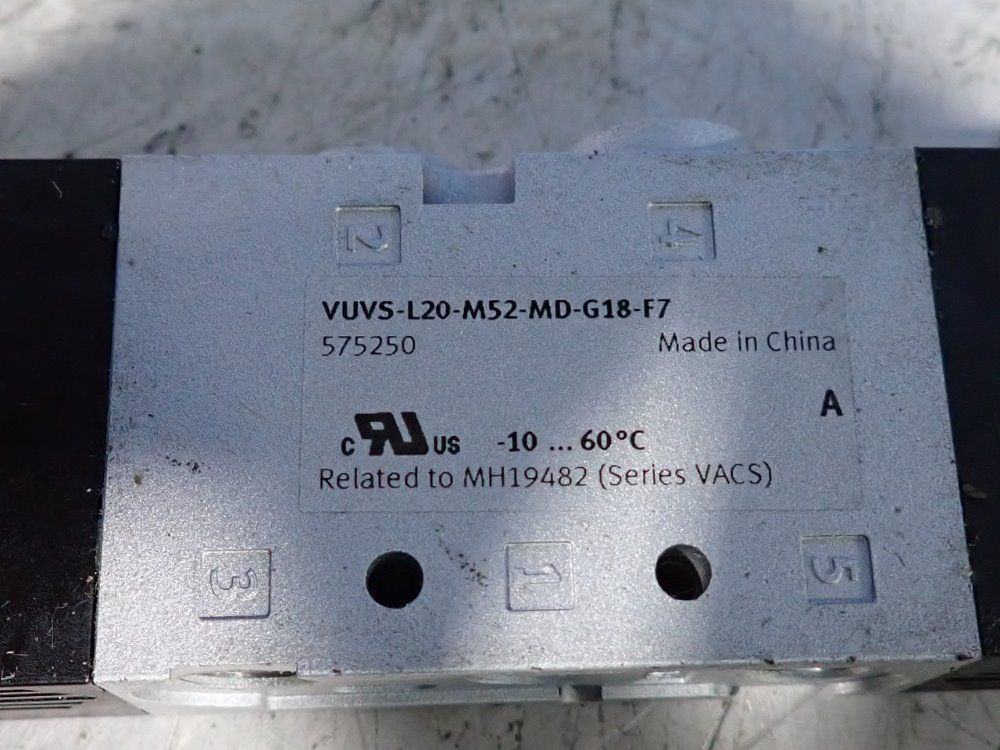 2 4
VUVS-L20-M52-MD-G18-F7
575250 Made in China
A
c RU US -10 ... 60°C
Related to MH19482 (Series VACS)
3 1 5